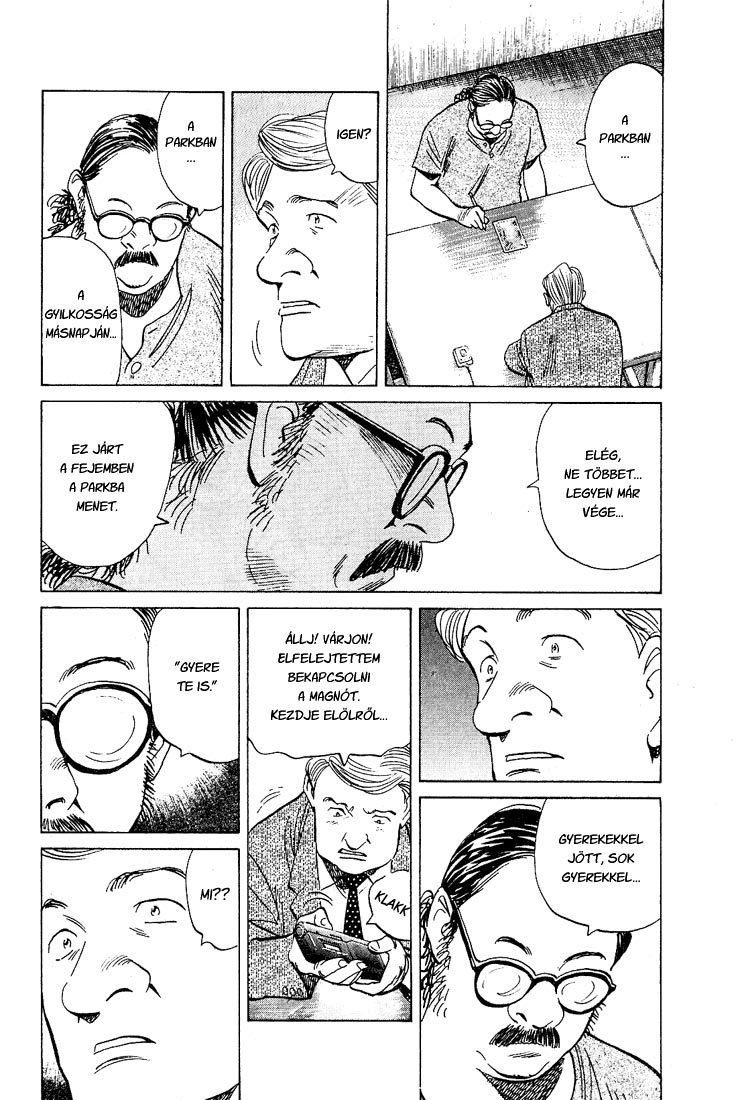 A
PARKBAN
...
IGEN?
A
PARKBAN
...
A
GYILKOSSÁG
MÁSNAPJÁN...
ELÉG,
NE TÖBBET...
LEGYEN MÁR
VÉGE...
EZ JÁRT
A FEJEMBEN
A PARKBA
MENET.
GYEREKEKKEL
JÖTT, SOK
GYEREKKEL...
ÁLLJ! VÁRJON!
ELFELEJTETTEM
BEKAPCSOLNI
A MAGNÓT.
KEZDJE ELÖLRŐL...
KLAKK
"GYERE
TE IS."
MI??